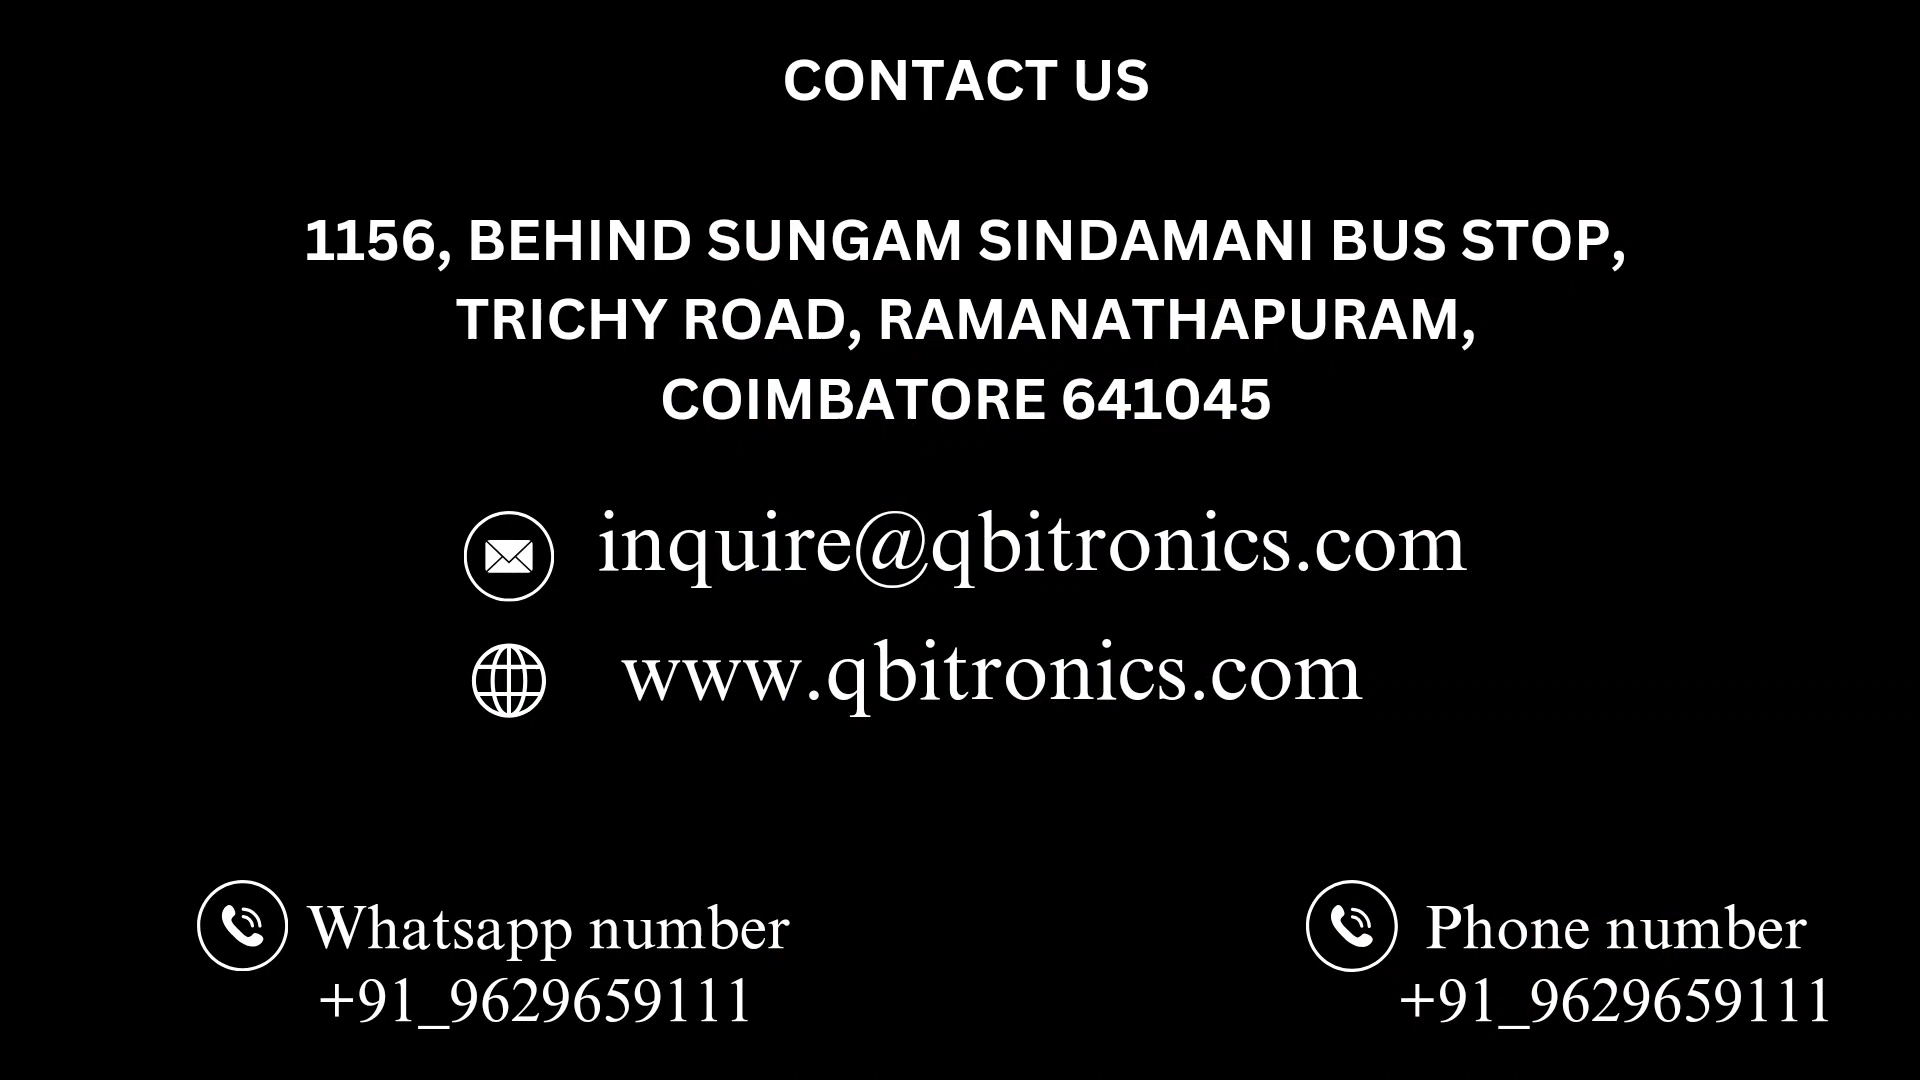 CONTACT US
1156, BEHIND SUNGAM SINDAMANI BUS STOP,
TRICHY ROAD, RAMANATHAPURAM,
COIMBATORE 641045
inquire@qbitronics.com
www.qbitronics.com
Whatsapp number
+91_9629659111
Phone number
+91_9629659111